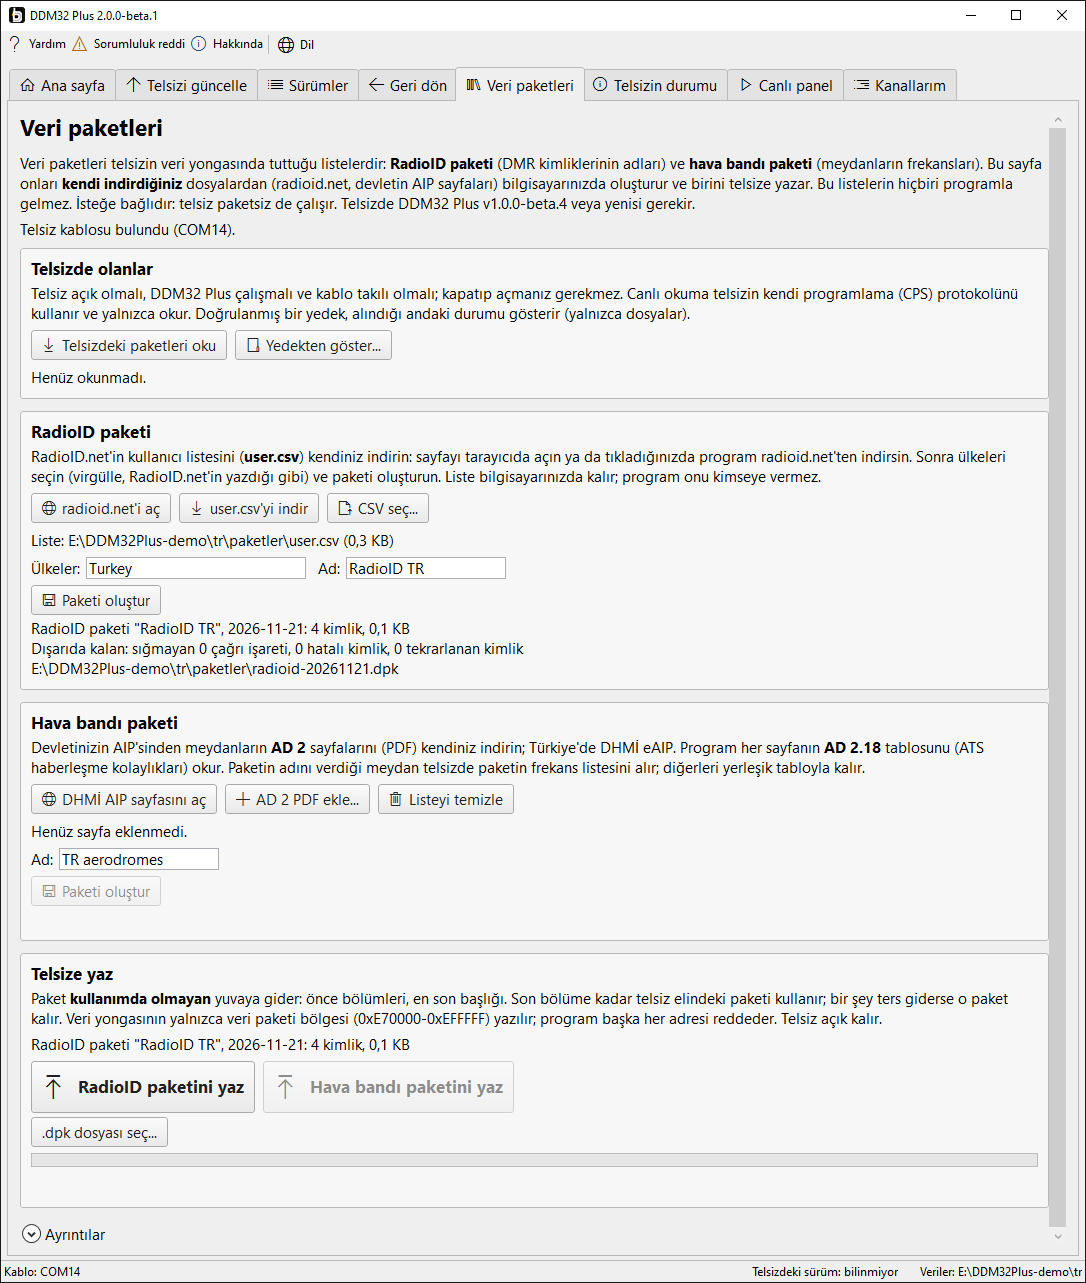 DDM32 Plus 2.0.0-beta.1
Yardım Sorumluluk reddi Hakkında Dil
Ana sayfa Telsizi güncelle Sürümler Geri dön Veri paketleri Telsizin durumu Canlı panel Kanallarım
Veri paketleri
Veri paketleri telsizin veri yongasında tuttuğu listelerdir: RadioID paketi (DMR kimliklerinin adları) ve hava bandı paketi (meydanların frekansları). Bu sayfa
onları kendi indirdiğiniz dosyalardan (radioid.net, devletin AIP sayfaları) bilgisayarınızda oluşturur ve birini telsize yazar. Bu listelerin hiçbiri programla
gelmez. İsteğe bağlıdır: telsiz paketsiz de çalışır. Telsizde DDM32 Plus v1.0.0-beta.4 veya yenisi gerekir.
Telsiz kablosu bulundu (COM14).
Telsizde olanlar
Telsiz açık olmalı, DDM32 Plus çalışmalı ve kablo takılı olmalı; kapatıp açmanız gerekmez. Canlı okuma telsizin kendi programlama (CPS) protokolünü
kullanır ve yalnızca okur. Doğrulanmış bir yedek, alındığı andaki durumu gösterir (yalnızca dosyalar).
Telsizdeki paketleri oku Yedekten göster...
Henüz okunmadı.
RadioID paketi
RadioID.net'in kullanıcı listesini (user.csv) kendiniz indirin: sayfayı tarayıcıda açın ya da tıkladığınızda program radioid.net'ten indirsin. Sonra ülkeleri
seçin (virgülle, RadioID.net'in yazdığı gibi) ve paketi oluşturun. Liste bilgisayarınızda kalır; program onu kimseye vermez.
radioid.net'i aç user.csv'yi indir CSV seç...
Liste: E:\DDM32Plus-demo\tr\paketler\user.csv (0,3 KB)
Ülkeler: Turkey Ad: RadioID TR
Paketi oluştur
RadioID paketi "RadioID TR", 2026-11-21: 4 kimlik, 0,1 KB
Dışarıda kalan: sığmayan 0 çağrı işareti, 0 hatalı kimlik, 0 tekrarlanan kimlik
E:\DDM32Plus-demo\tr\paketler\radioid-20261121.dpk
Hava bandı paketi
Devletinizin AIP'sinden meydanların AD 2 sayfalarını (PDF) kendiniz indirin; Türkiye'de DHMİ eAIP. Program her sayfanın AD 2.18 tablosunu (ATS
haberleşme kolaylıkları) okur. Paketin adını verdiği meydan telsizde paketin frekans listesini alır; diğerleri yerleşik tabloyla kalır.
DHMİ AIP sayfasını aç AD 2 PDF ekle... Listeyi temizle
Henüz sayfa eklenmedi.
Ad: TR aerodromes
Paketi oluştur
Telsize yaz
Paket kullanımda olmayan yuvaya gider: önce bölümleri, en son başlığı. Son bölüme kadar telsiz elindeki paketi kullanır; bir şey ters giderse o paket
kalır. Veri yongasının yalnızca veri paketi bölgesi (0xE70000-0xEFFFFF) yazılır; program başka her adresi reddeder. Telsiz açık kalır.
RadioID paketi "RadioID TR", 2026-11-21: 4 kimlik, 0,1 KB
RadioID paketini yaz Hava bandı paketini yaz
.dpk dosyası seç...
Ayrıntılar
Kablo: COM14 Telsizdeki sürüm: bilinmiyor Veriler: E:\DDM32Plus-demo\tr